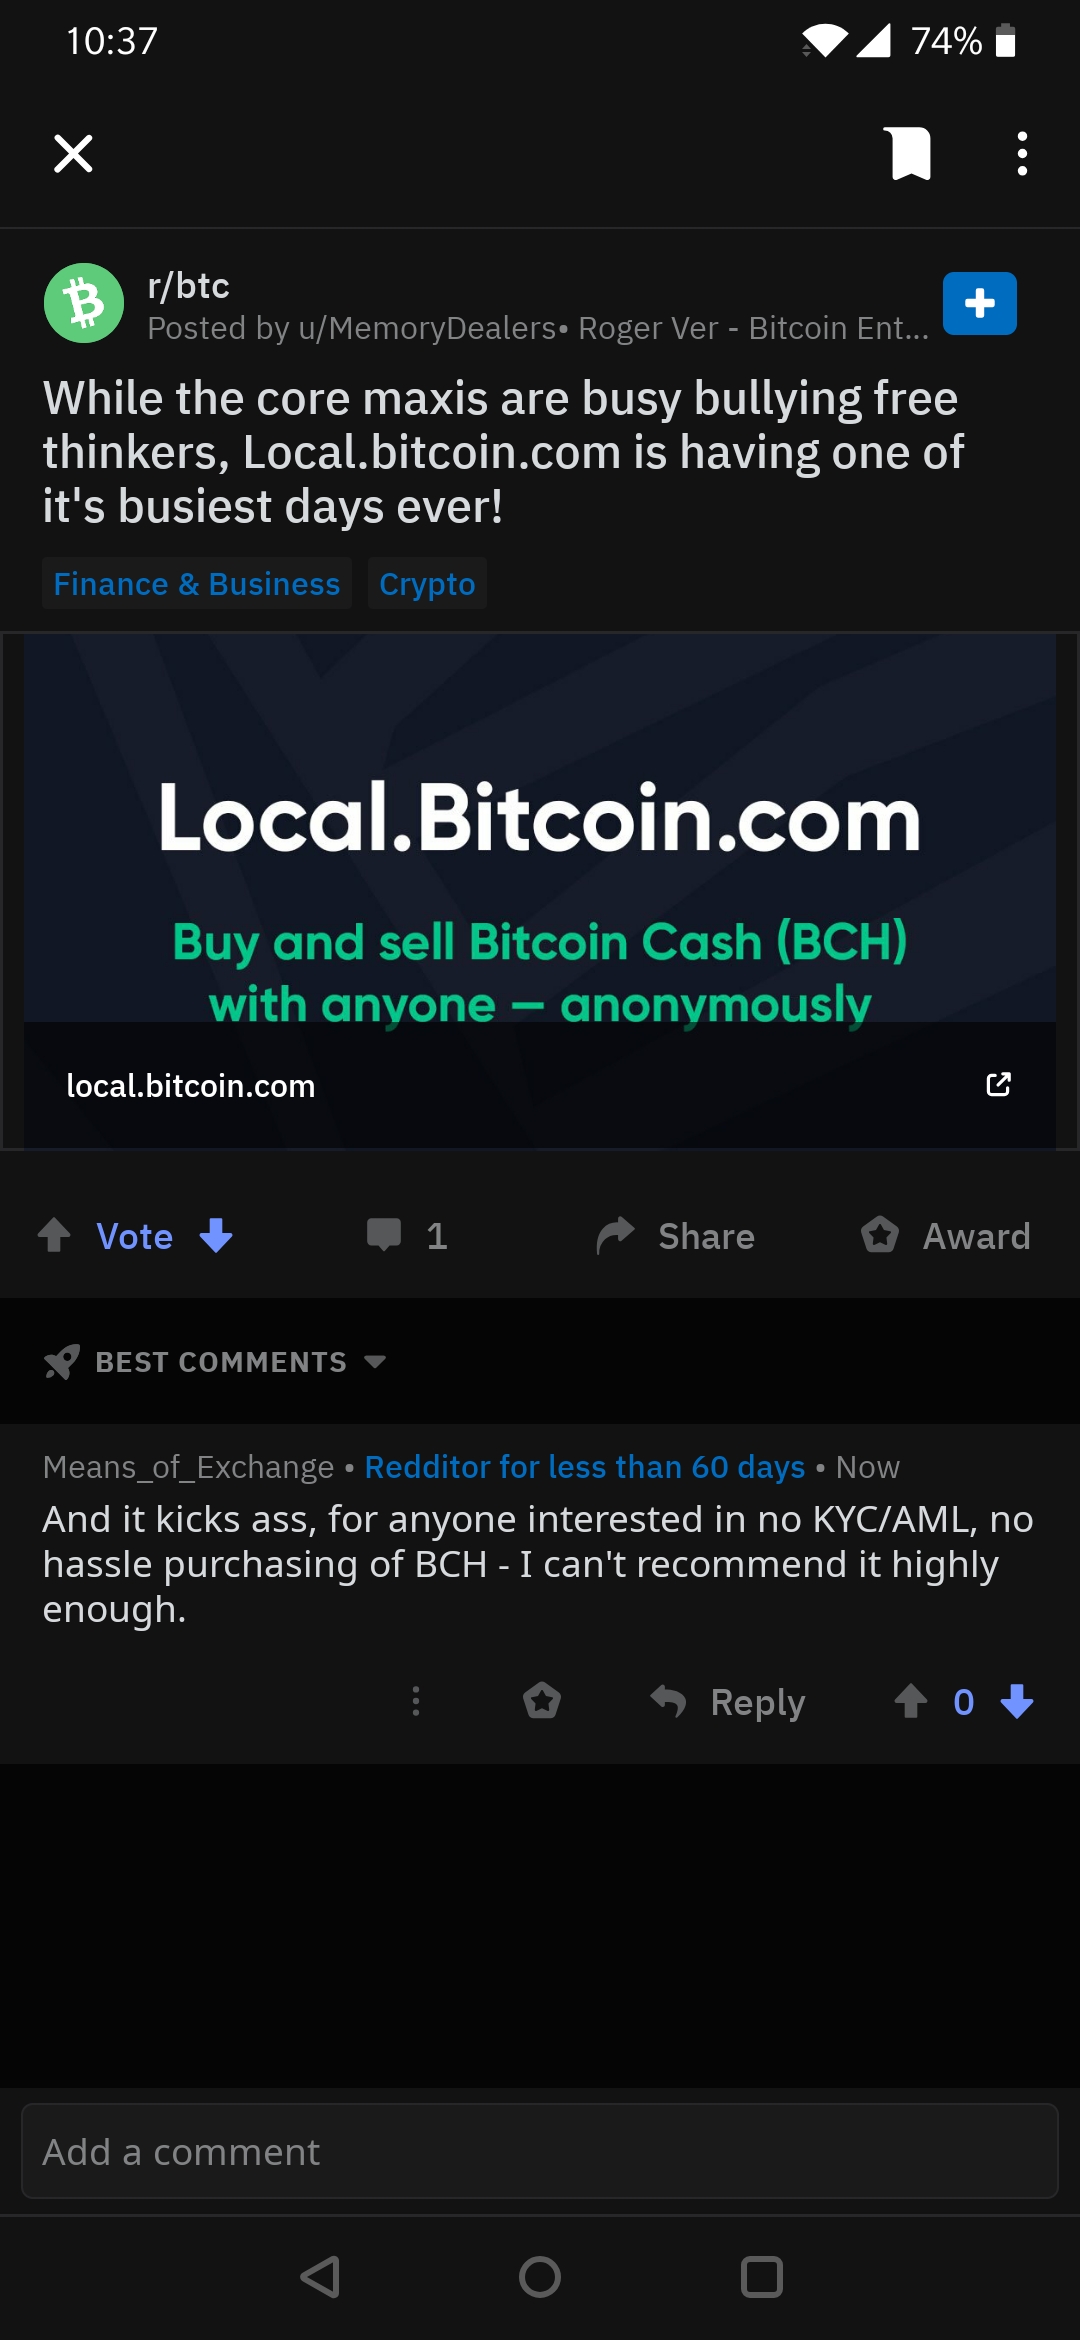 10:37
74%
r/btc
Posted by u/MemoryDealers• Roger Ver - Bitcoin Ent...
While the core maxis are busy bullying free
thinkers, Local.bitcoin.com is having one of
it's busiest days ever!
Finance & Business
Crypto
Local.Bitcoin.com
Buy and sell Bitcoin Cash (BCH)
with anyone — anonymously
local.bitcoin.com
Vote
1
Share
Award
BEST COMMENTS
Means_of_Exchange • Redditor for less than 60 days • Now
And it kicks ass, for anyone interested in no KYC/AML, no
hassle purchasing of BCH - I can't recommend it highly
enough.
Reply
0
Add a comment